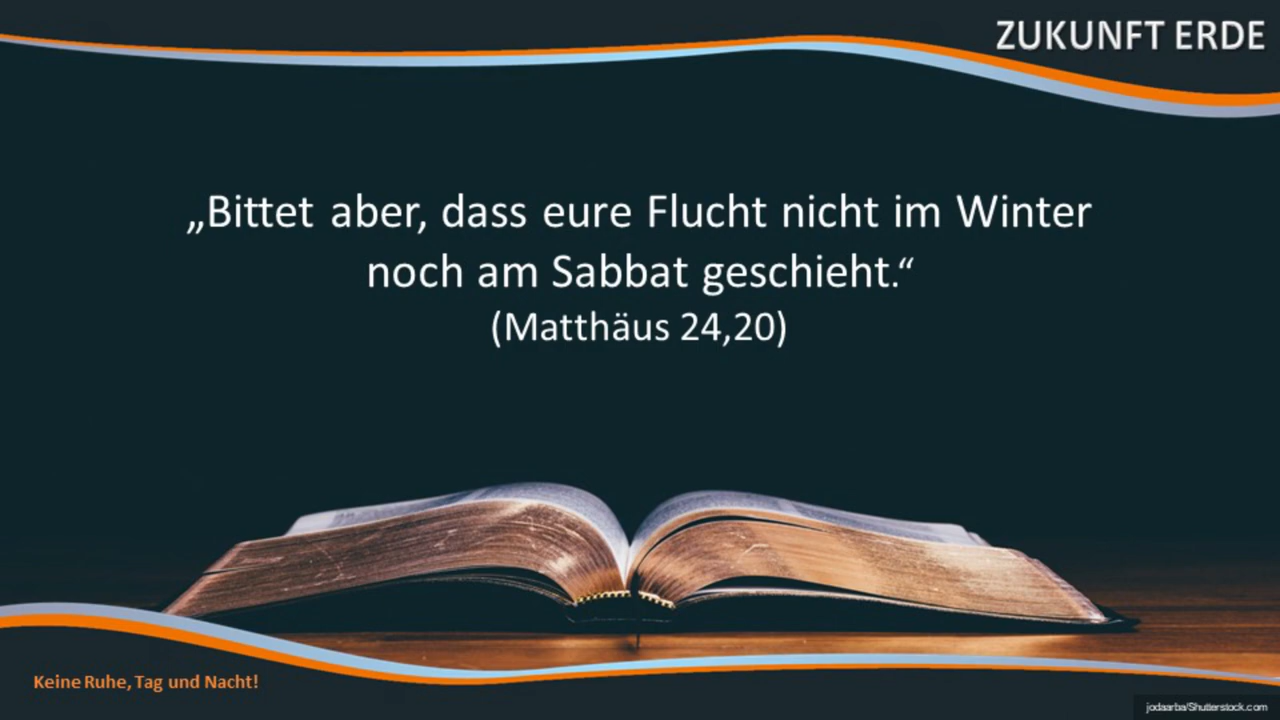 ZUKUNFT ERDE
„Bittet aber, dass eure Flucht nicht im Winter
noch am Sabbat geschieht.“
(Matthäus 24,20)
Keine Ruhe, Tag und Nacht!
jodaarba/Shutterstock.com